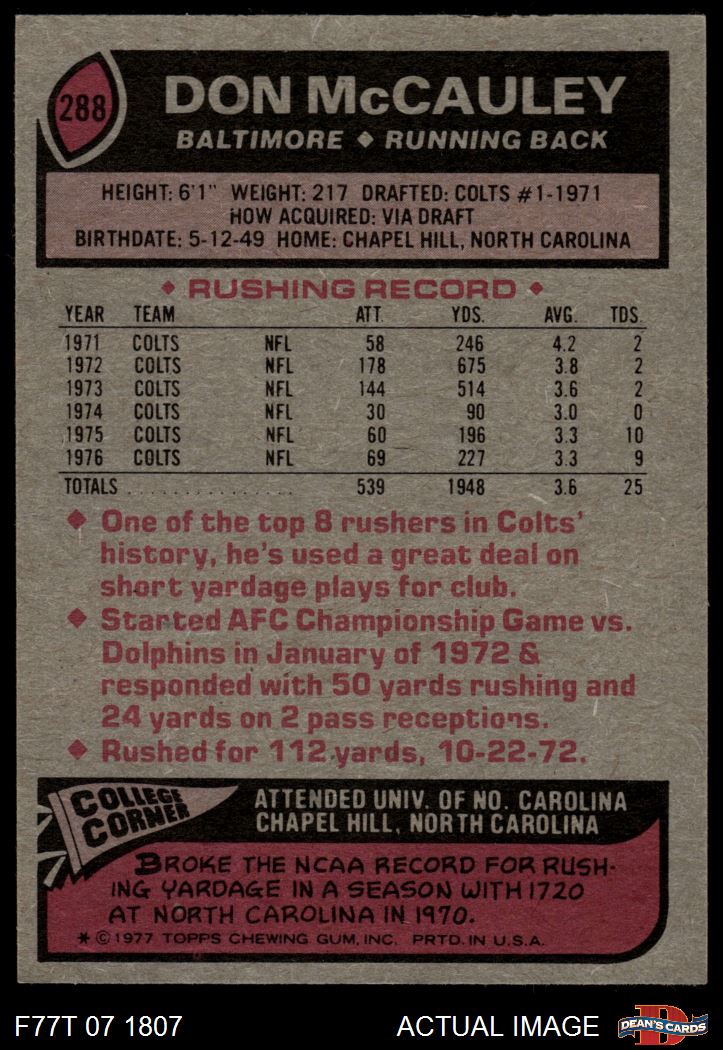 288
DON McCAULEY
BALTIMORE ◆ RUNNING BACK
HEIGHT: 6'1" WEIGHT: 217 DRAFTED: COLTS #1-1971
HOW ACQUIRED: VIA DRAFT
BIRTHDATE: 5-12-49 HOME: CHAPEL HILL, NORTH CAROLINA
◆ RUSHING RECORD ◆
YEAR TEAM ATT. YDS. AVG. TDS.
1971 COLTS NFL 58 246 4.2 2
1972 COLTS NFL 178 675 3.8 2
1973 COLTS NFL 144 514 3.6 2
1974 COLTS NFL 30 90 3.0 0
1975 COLTS NFL 60 196 3.3 10
1976 COLTS NFL 69 227 3.3 9
TOTALS . . . . . . . . . . . . . . . . 539 1948 3.6 25
◆ One of the top 8 rushers in Colts'
history, he's used a great deal on
short yardage plays for club.
◆ Started AFC Championship Game vs.
Dolphins in January of 1972 &
responded with 50 yards rushing and
24 yards on 2 pass receptions.
◆ Rushed for 112 yards, 10-22-72.
COLLEGE
CORNER
ATTENDED UNIV. OF NO. CAROLINA
CHAPEL HILL, NORTH CAROLINA
BROKE THE NCAA RECORD FOR RUSH-
ING YARDAGE IN A SEASON WITH 1720
AT NORTH CAROLINA IN 1970.
* © 1977 TOPPS CHEWING GUM, INC. PRTD. IN U.S.A.
F77T 07 1807 ACTUAL IMAGE
D
DEAN'S CARDS